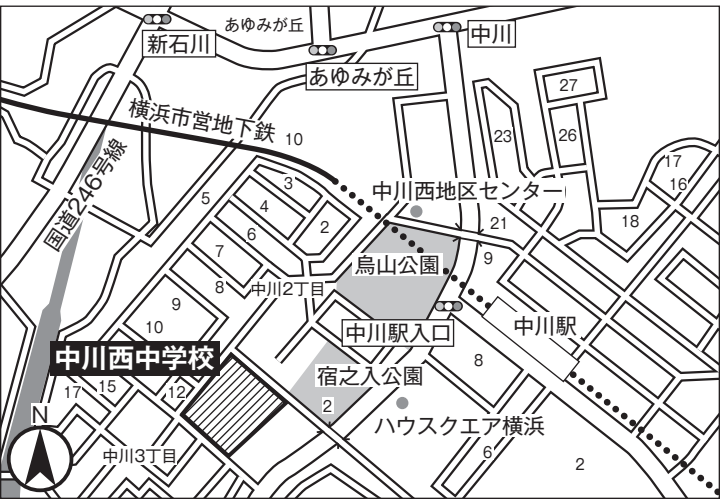 あゆみが丘
新石川
中川
あゆみが丘
27
横浜市営地下鉄
10
23
26
国道246号線
17
16
3
中川西地区センター
5
4
18
2
21
6
7
烏山公園
9
8
中川2丁目
9
10
中川駅入口
中川駅
中川西中学校
8
宿之入公園
17
15
12
2
ハウスクエア横浜
N
中川3丁目
6
2